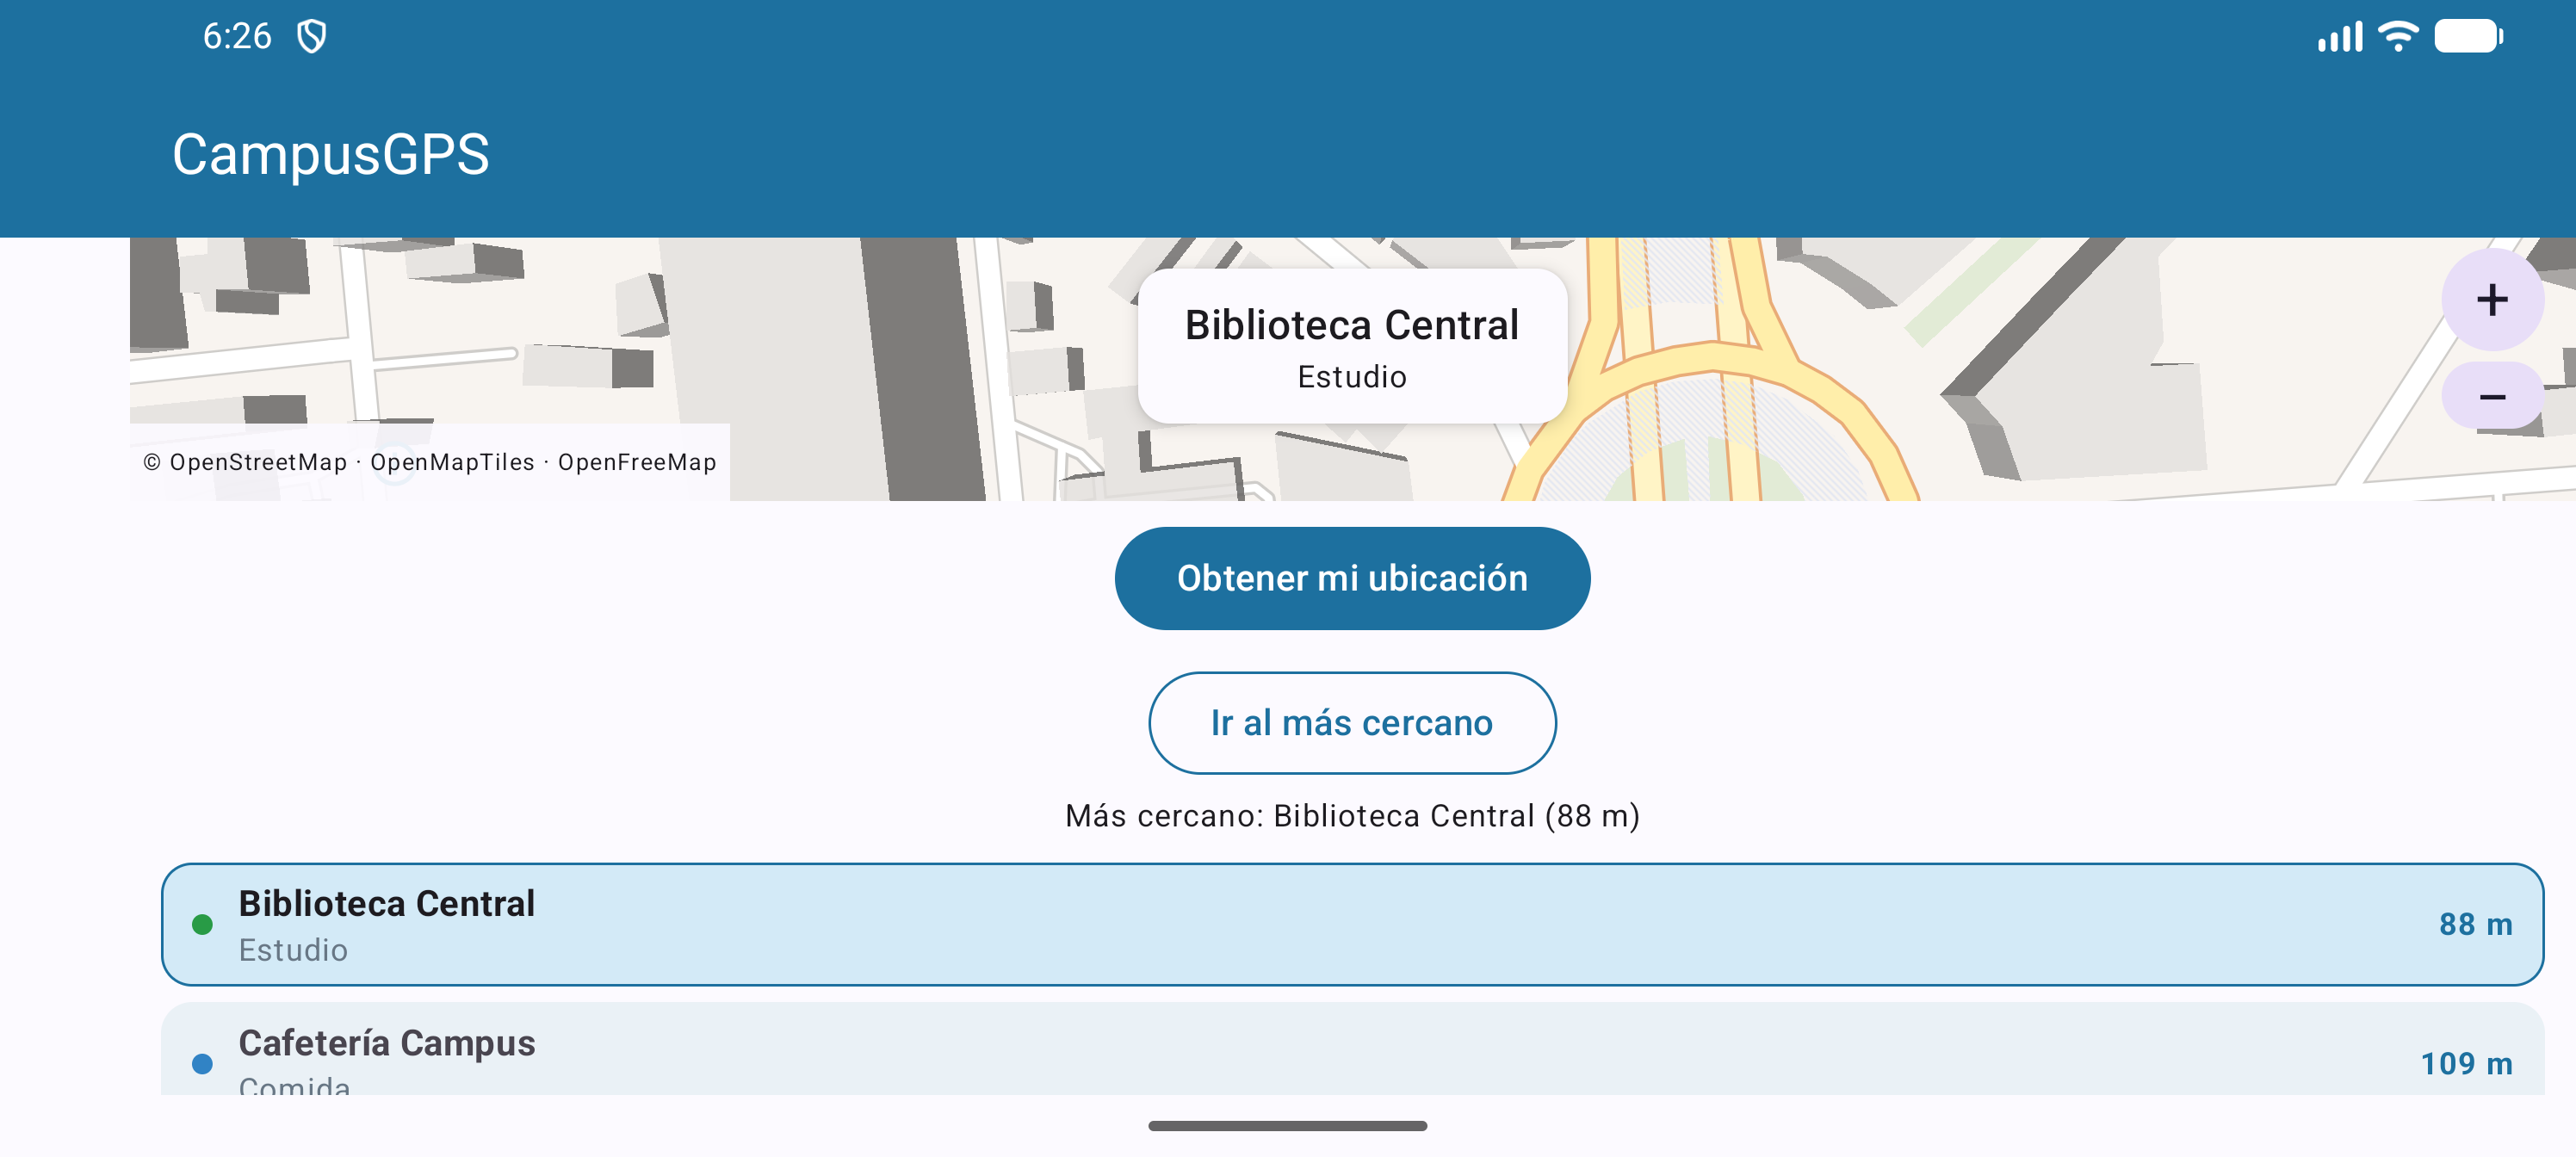 6:26
CampusGPS
Biblioteca Central
Estudio
+
−
© OpenStreetMap · OpenMapTiles · OpenFreeMap
Obtener mi ubicación
Ir al más cercano
Más cercano: Biblioteca Central (88 m)
Biblioteca Central
Estudio
88 m
Cafetería Campus
Comida
109 m